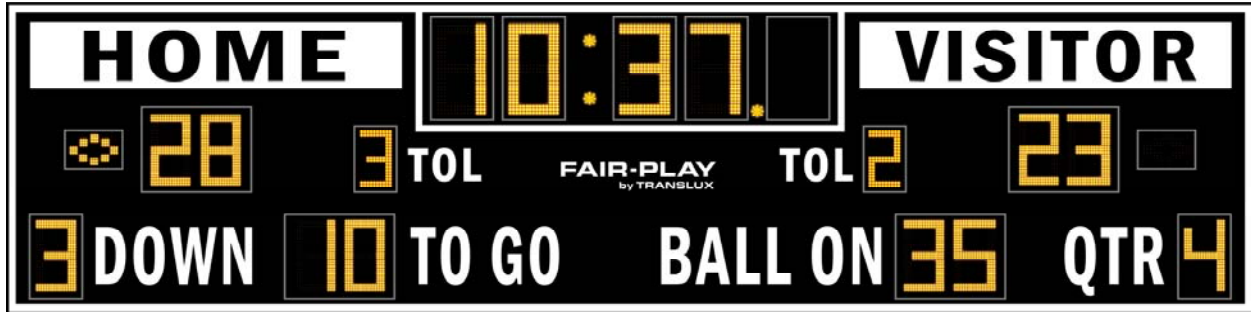 HOME 10:37. VISITOR
28 3 TOL FAIR-PLAY TOL 2 23
by TRANSLUX
3 DOWN 10 TO GO BALL ON 35 QTR 4